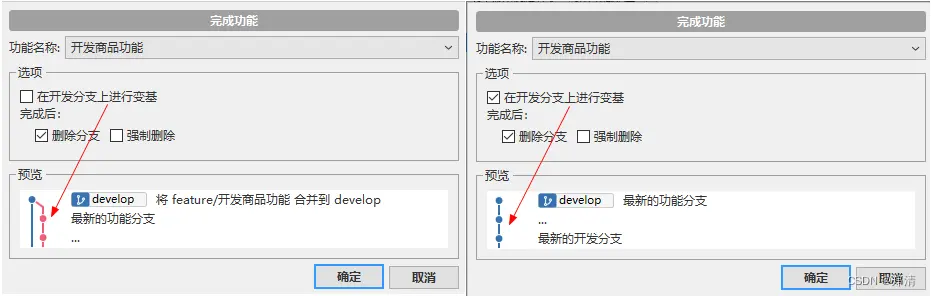 完成功能
功能名称: 开发商品功能
选项
在开发分支上进行变基
完成后:
删除分支 强制删除
预览
develop 将 feature/开发商品功能 合并到 develop
最新的功能分支
...
确定 取消
完成功能
功能名称: 开发商品功能
选项
在开发分支上进行变基
完成后:
删除分支 强制删除
预览
develop 最新的功能分支
...
最新的开发分支
确定 取消